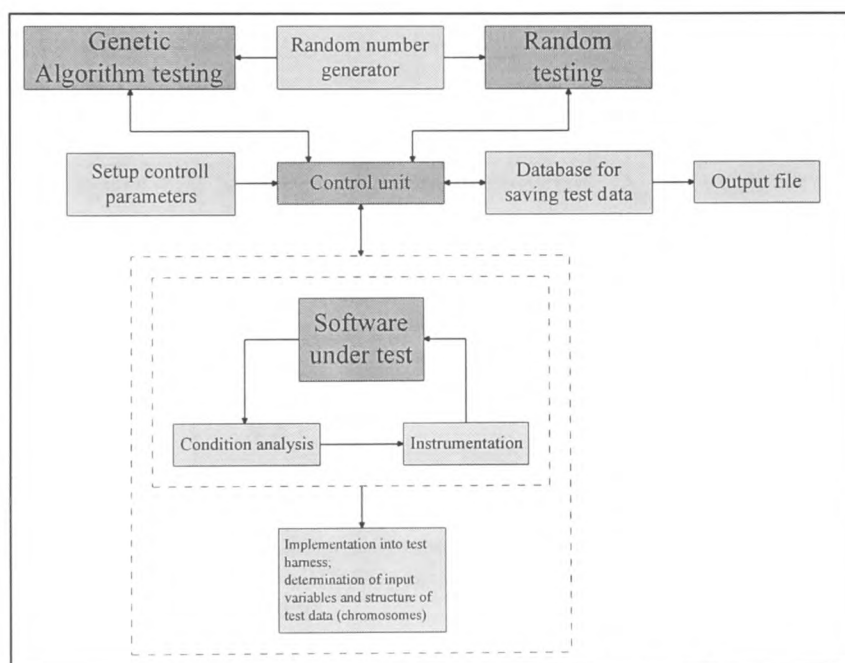 Genetic
Algorithm testing
Random number
generator
Random
testing
Setup controll
parameters
Control unit
Database for
saving test data
Output file
Software
under test
Condition analysis
Instrumentation
Implementation into test
harness,
determination of input
variables and structure of
test data (chromosomes)